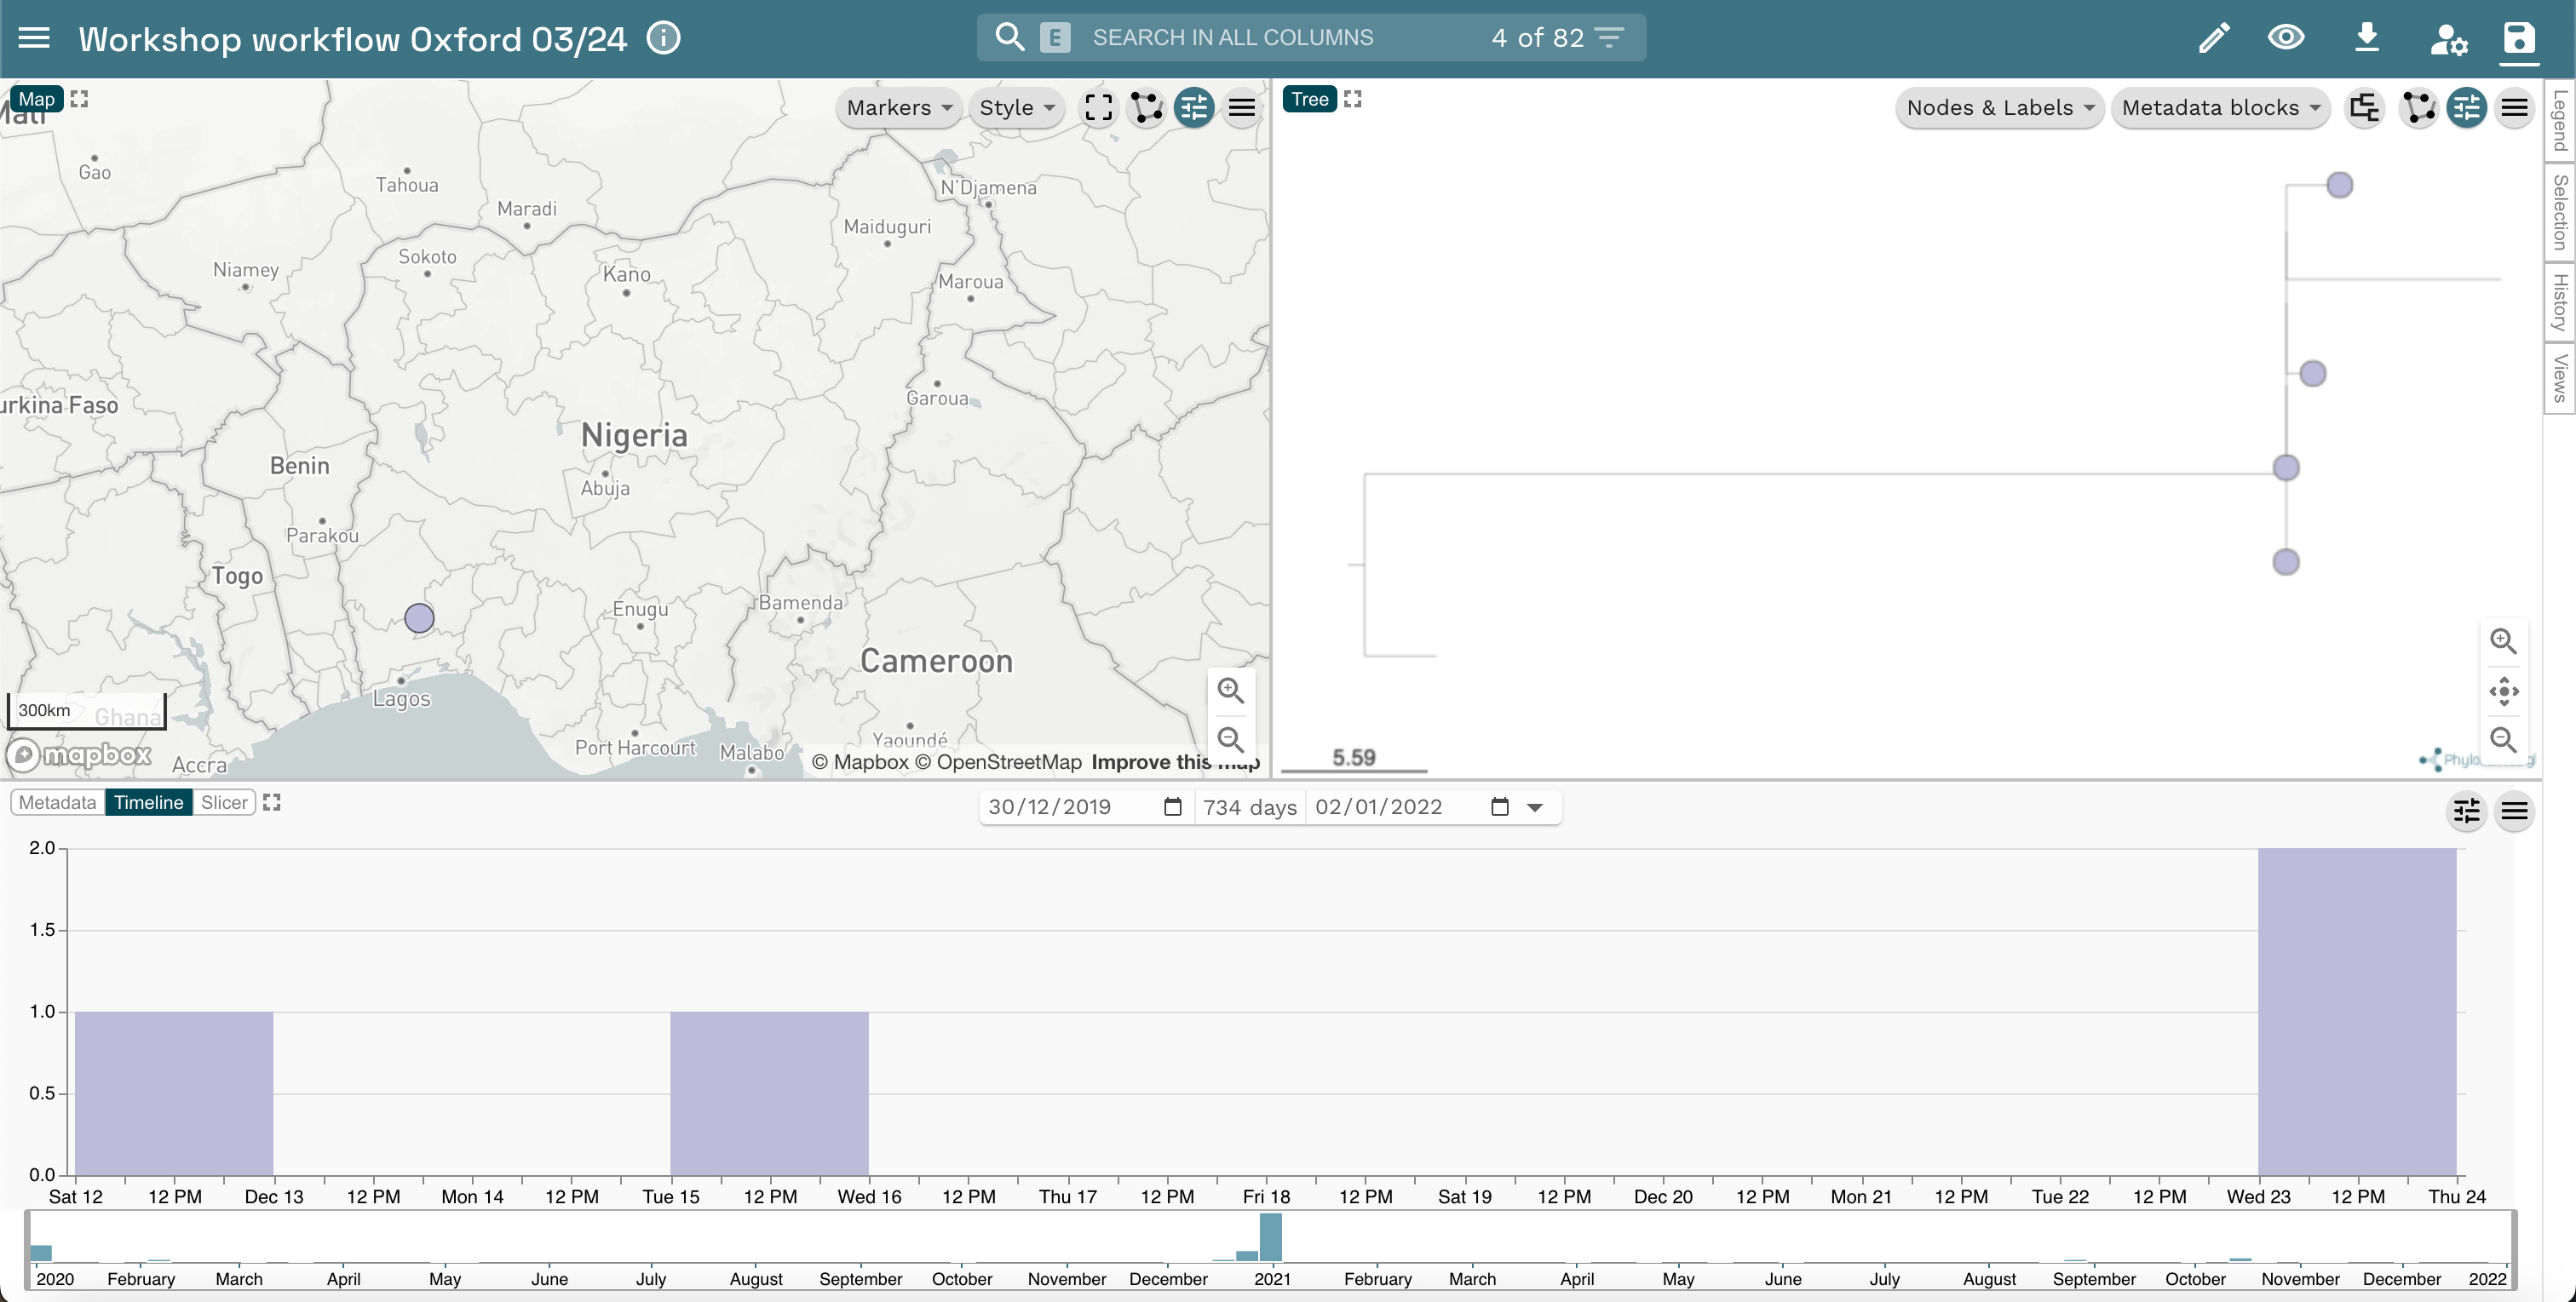 Workshop workflow Oxford 03/24
E SEARCH IN ALL COLUMNS 4 of 82
Map
Markers Style
Gao
Tahoua
N'Djamena
Maradi
Maiduguri
Sokoto
Niamey
Kano
Maroua
Garoua
urkina Faso
Nigeria
Benin
Abuja
Parakou
Togo
Enugu
Bamenda
Cameroon
Lagos
300km
Ghana
Port Harcourt
Yaoundé
Malabo
mapbox
Accra
© Mapbox © OpenStreetMap Improve this map
Tree
Nodes & Labels Metadata blocks
5.59
Legend
Selection
History
Views
Metadata Timeline Slicer
30/12/2019 734 days 02/01/2022
2.0
1.5
1.0
0.5
0.0
Sat 12 12 PM Dec 13 12 PM Mon 14 12 PM Tue 15 12 PM Wed 16 12 PM Thu 17 12 PM Fri 18 12 PM Sat 19 12 PM Dec 20 12 PM Mon 21 12 PM Tue 22 12 PM Wed 23 12 PM Thu 24
2020 February March April May June July August September October November December 2021 February March April May June July August September October November December 2022